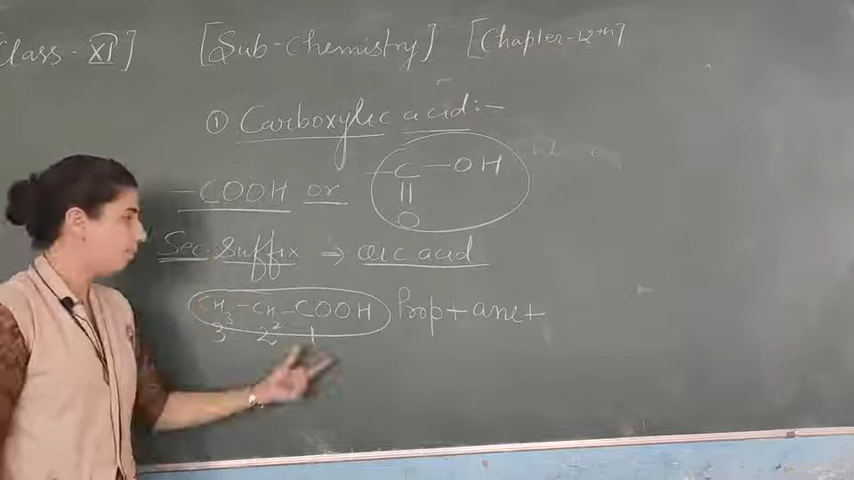 Class-XI] [Sub-Chemistry] [Chapter-12th]
① Carboxylic acid:-
-COOH or -C-OH
O
Sec. Suffix ⇒ oic acid
CH3-CH2-COOH Prop+ane+
3 2 1